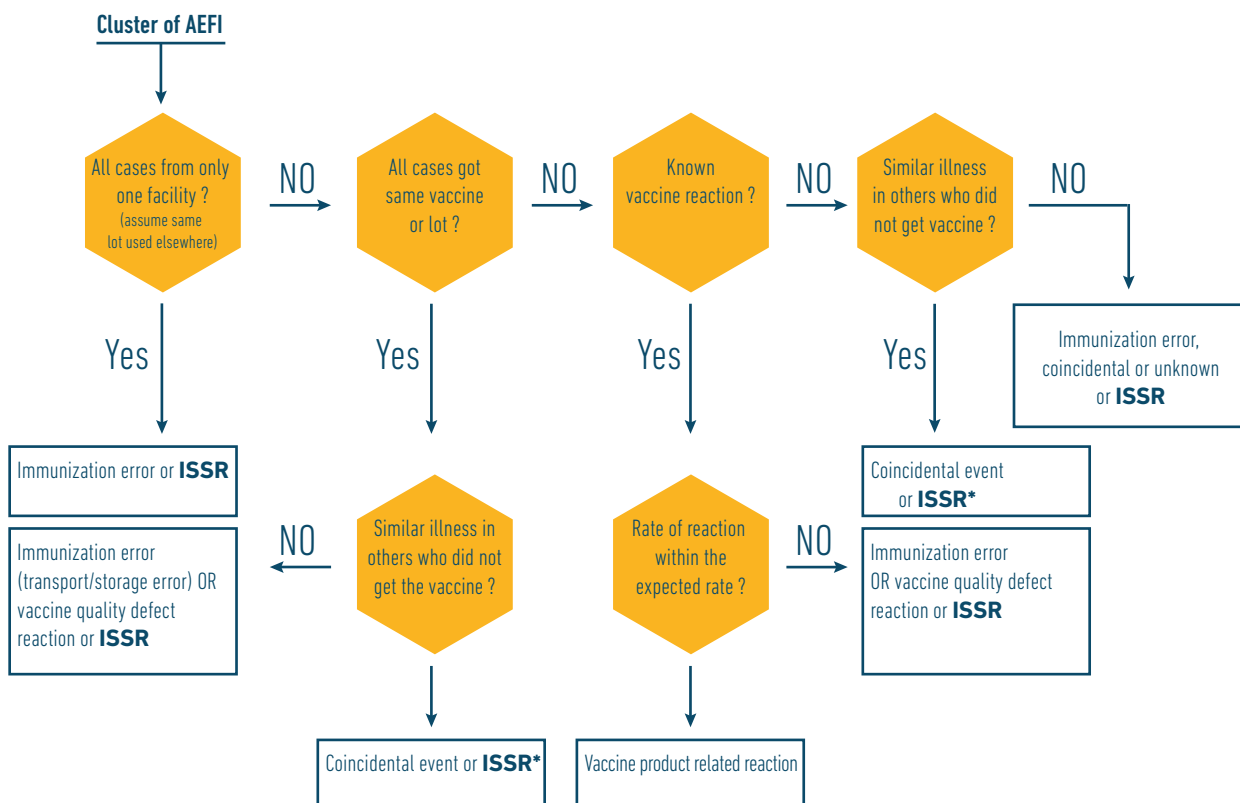 Cluster of AEFI
All cases from only
one facility ?
(assume same
lot used elsewhere)
NO
All cases got
same vaccine
or lot ?
NO
Known
vaccine reaction ?
NO
Similar illness
in others who did
not get vaccine ?
NO
Yes
Yes
Yes
Yes
Immunization error,
coincidental or unknown
or ISSR
Immunization error or ISSR
Coincidental event
or ISSR*
Immunization error
(transport/storage error) OR
vaccine quality defect
reaction or ISSR
NO
Similar illness in
others who did not
get the vaccine ?
Rate of reaction
within the
expected rate ?
NO
Immunization error
OR vaccine quality defect
reaction or ISSR
Coincidental event or ISSR*
Vaccine product related reaction